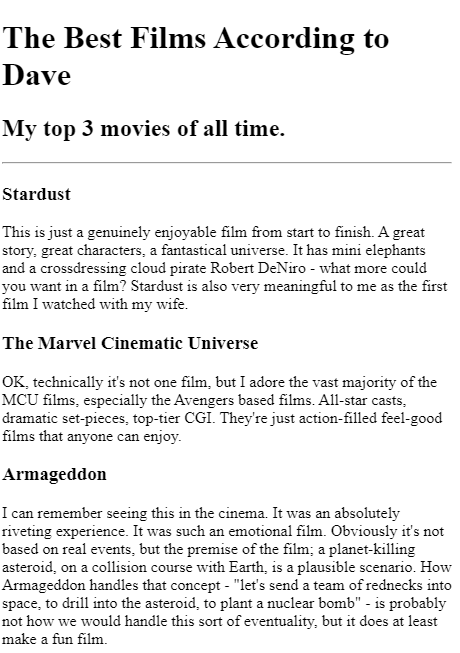 The Best Films According to
Dave
My top 3 movies of all time.
Stardust
This is just a genuinely enjoyable film from start to finish. A great
story, great characters, a fantastical universe. It has mini elephants
and a crossdressing cloud pirate Robert DeNiro - what more could
you want in a film? Stardust is also very meaningful to me as the first
film I watched with my wife.
The Marvel Cinematic Universe
OK, technically it's not one film, but I adore the vast majority of the
MCU films, especially the Avengers based films. All-star casts,
dramatic set-pieces, top-tier CGI. They're just action-filled feel-good
films that anyone can enjoy.
Armageddon
I can remember seeing this in the cinema. It was an absolutely
riveting experience. It was such an emotional film. Obviously it's not
based on real events, but the premise of the film; a planet-killing
asteroid, on a collision course with Earth, is a plausible scenario. How
Armageddon handles that concept - "let's send a team of rednecks into
space, to drill into the asteroid, to plant a nuclear bomb" - is probably
not how we would handle this sort of eventuality, but it does at least
make a fun film.